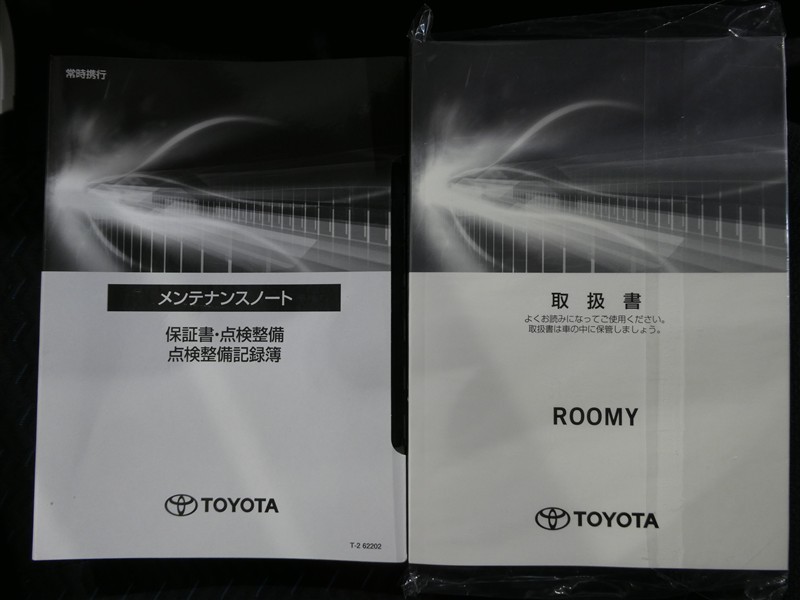 常時携行
メンテナンスノート
保証書・点検整備
点検整備記録簿
TOYOTA
T-2 62202
取扱書
よくお読みになってご使用ください。
取扱書は車の中に保管しましょう。
ROOMY
TOYOTA